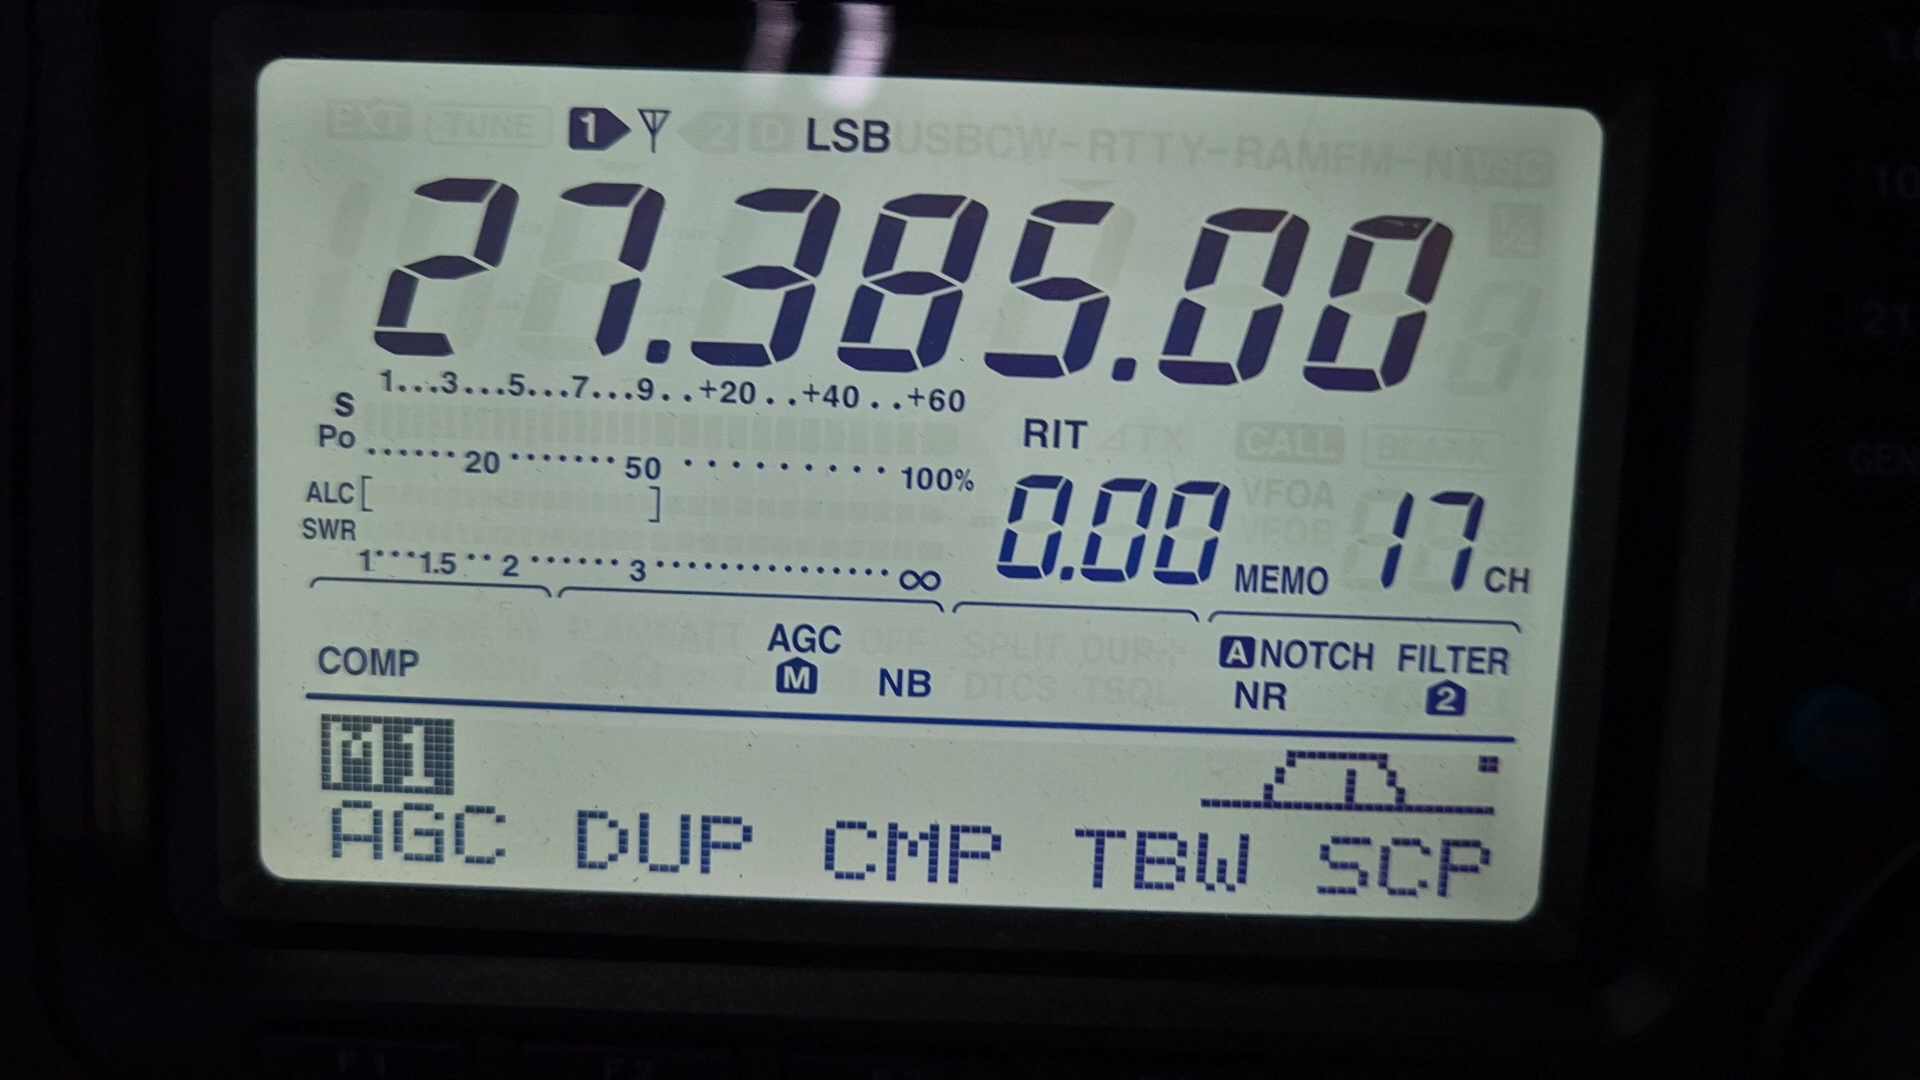 1 LSB
27.385.00
1...3...5...7...9..+20..+40..+60
S
Po ......20.......50.........100%
RIT
ALC[ ]
SWR
1...1.5..2......3...............∞
0.00 MEMO 17 CH
COMP AGC M NB A NOTCH NR FILTER 2
M1
AGC DUP CMP TBW SCP